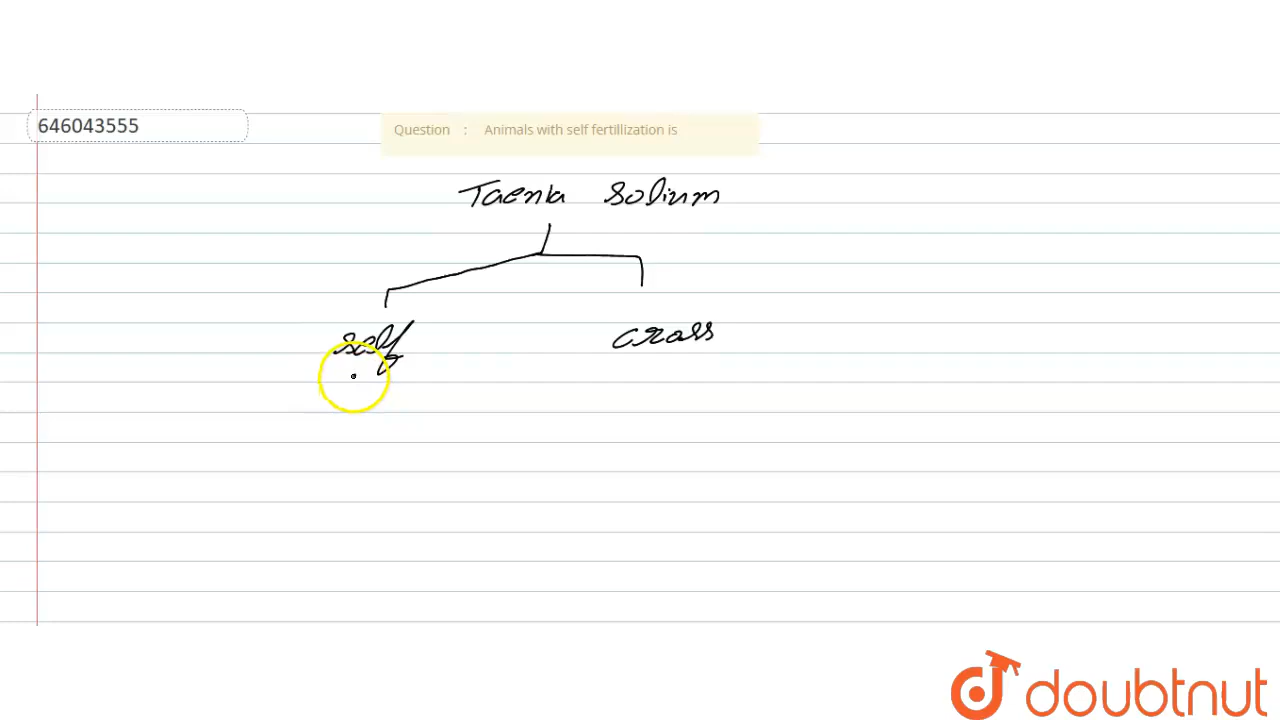 646043555
Question : Animals with self fertillization is
Taenia Solium
self
cross
doubtnut